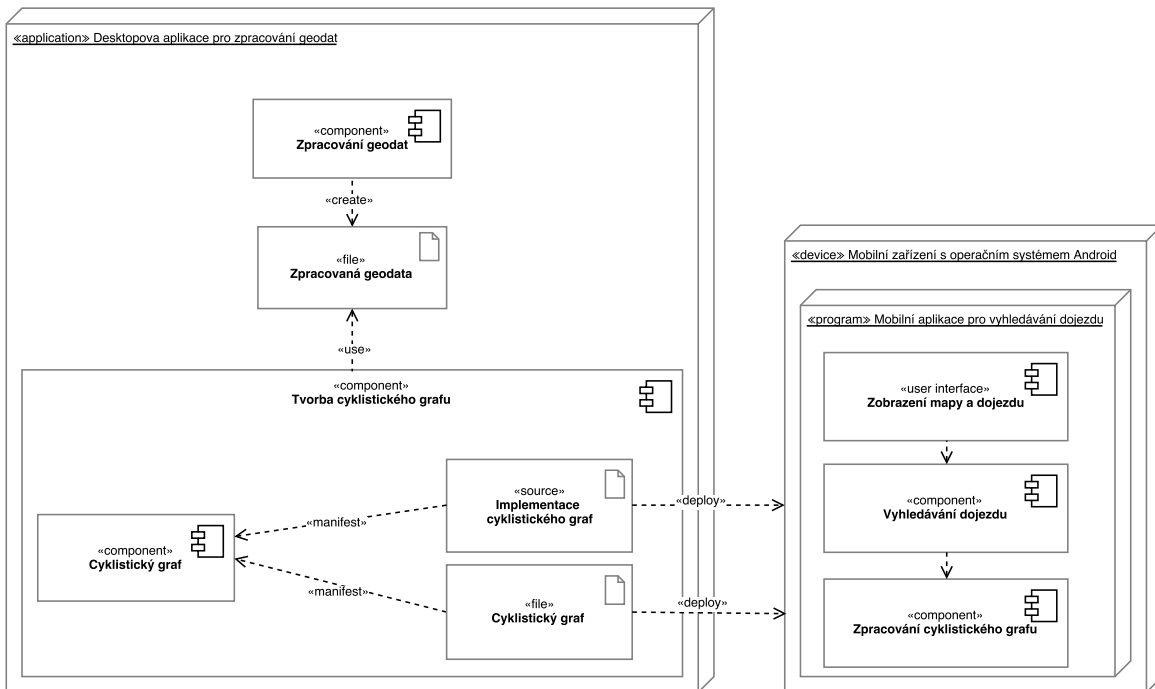 «application» Desktopova aplikace pro zpracování geodat
«component»
Zpracování geodat
«create»
«file»
Zpracovaná geodata
«use»
«component»
Tvorba cyklistického grafu
«source»
Implementace
cyklistického graf
«manifest»
«component»
Cyklistický graf
«manifest»
«file»
Cyklistický graf
«deploy»
«deploy»
«device» Mobilní zařízení s operačním systémem Android
«program» Mobilní aplikace pro vyhledávání dojezdu
«user interface»
Zobrazení mapy a dojezdu
«component»
Vyhledávání dojezdu
«component»
Zpracování cyklistického grafu